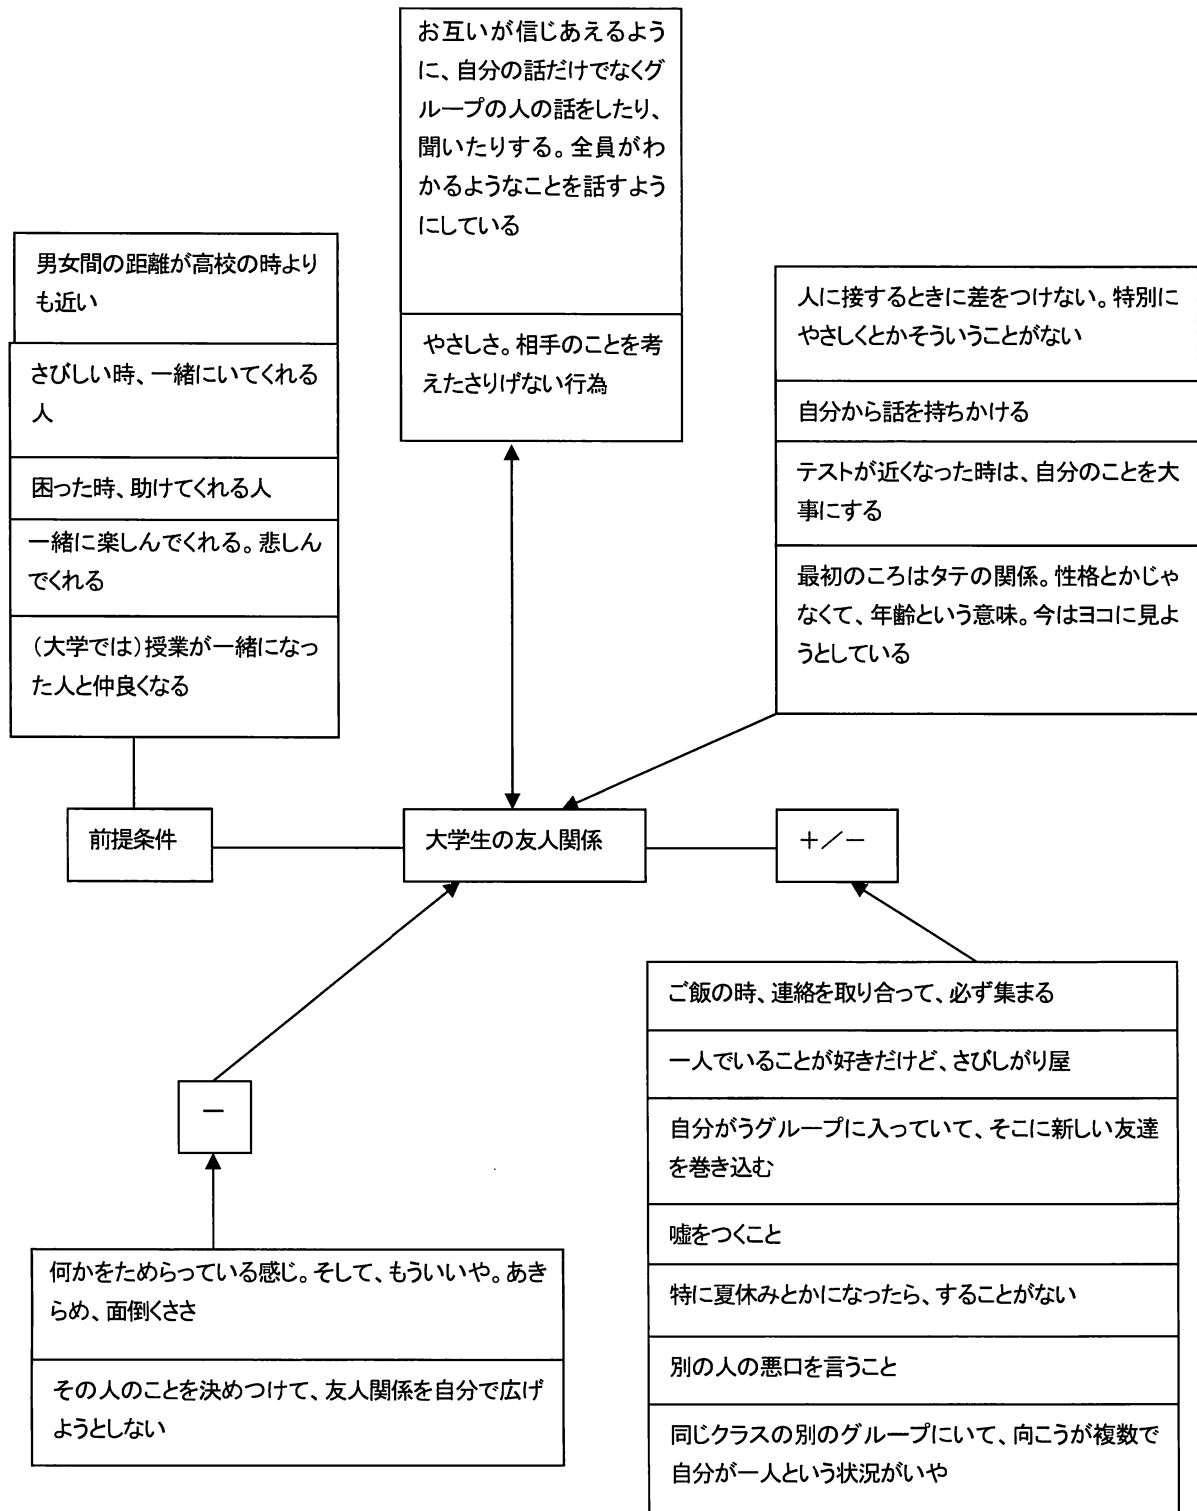 お互いが信じあえるよう
に、自分の話だけでなくグ
ループの人の話をしたり、
聞いたりする。全員がわ
かるようなことを話すよう
にしている
やさしさ。相手のことを考
えたさりげない行為
男女間の距離が高校の時より
も近い
さびしい時、一緒にいてくれる
人
困った時、助けてくれる人
一緒に楽しんでくれる。悲しん
でくれる
（大学では）授業が一緒になっ
た人と仲良くなる
人に接するときに差をつけない。特別に
やさしくとかそういうことがない
自分から話を持ちかける
テストが近くなった時は、自分のことを大
事にする
最初のころはタテの関係。性格とかじゃ
なくて、年齢という意味。今はヨコに見よ
うとしている
前提条件
大学生の友人関係
＋／－
－
何かをためらっている感じ。そして、もういいや。あき
らめ、面倒くささ
その人のことを決めつけて、友人関係を自分で広げ
ようとしない
ご飯の時、連絡を取り合って、必ず集まる
一人でいることが好きだけど、さびしがり屋
自分がうグループに入っていて、そこに新しい友達
を巻き込む
嘘をつくこと
特に夏休みとかになったら、することがない
別の人の悪口を言うこと
同じクラスの別のグループにいて、向こうが複数で
自分が一人という状況がいや